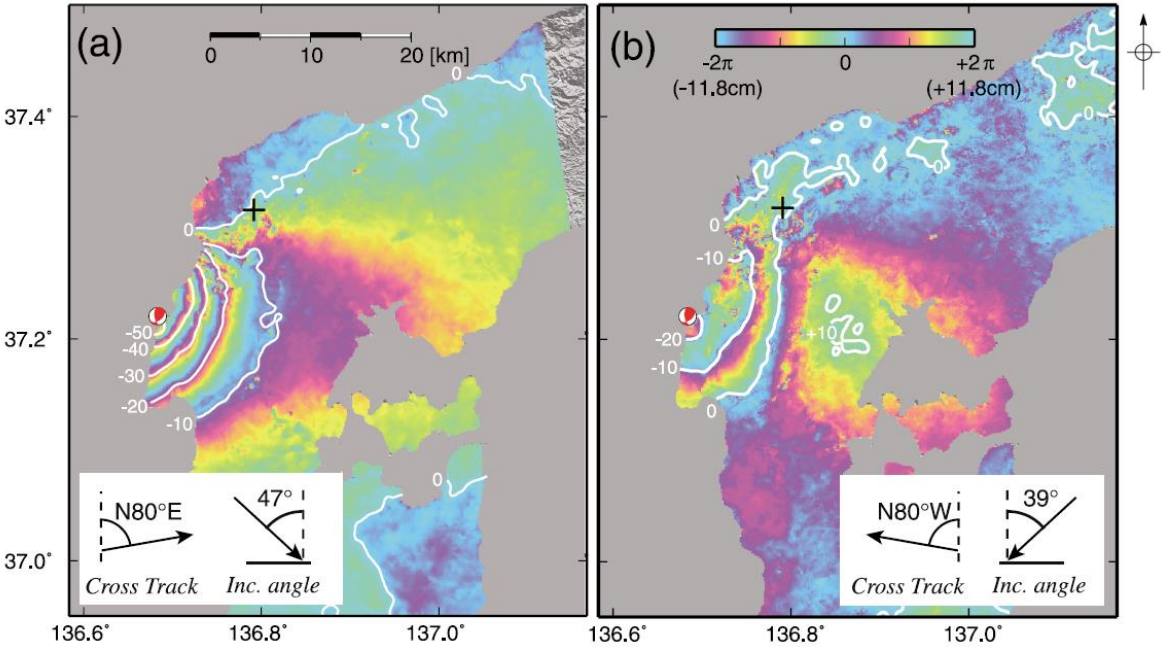 (a)
0 10 20 [km]
0
0
0
-50
-40
-30
-20
-10
N80°E
47°
Cross Track
Inc. angle
37.4°
37.2°
37.0°
136.6°
136.8°
137.0°
(b)
-2π 0 +2π
(-11.8cm) (+11.8cm)
0
0
0
-10
+10
-20
-10
0
N80°W
39°
Cross Track
Inc. angle
136.6°
136.8°
137.0°